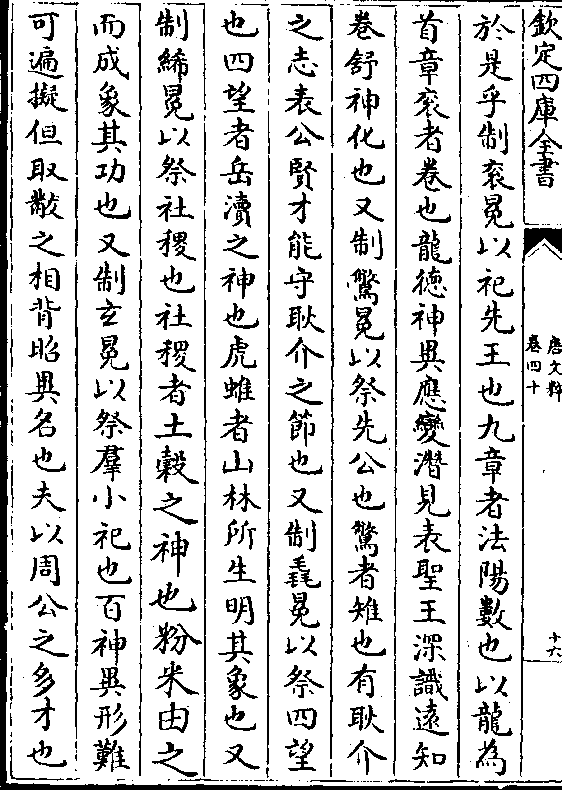 欽定四庫全書
唐文粹
卷四十
十六
於是乎制衮冕以祀先王也九章者法陽數也以龍為
首章衮者卷也龍德神異應變潛見表聖王深識遠知
卷舒神化也又制鷩冕以祭先公也鷩者雉也有耿介
之志表公賢才能守耿介之節也又制毳冕以祭四望
也四望者岳瀆之神也虎蜼者山林所生明其象也又
制絺冕以祭社稷也社稷者土榖之神也粉米由之
而成象其功也又制玄冕以祭羣小祀也百神異形難
可遍擬但取黻之相背昭異名也夫以周公之多才也